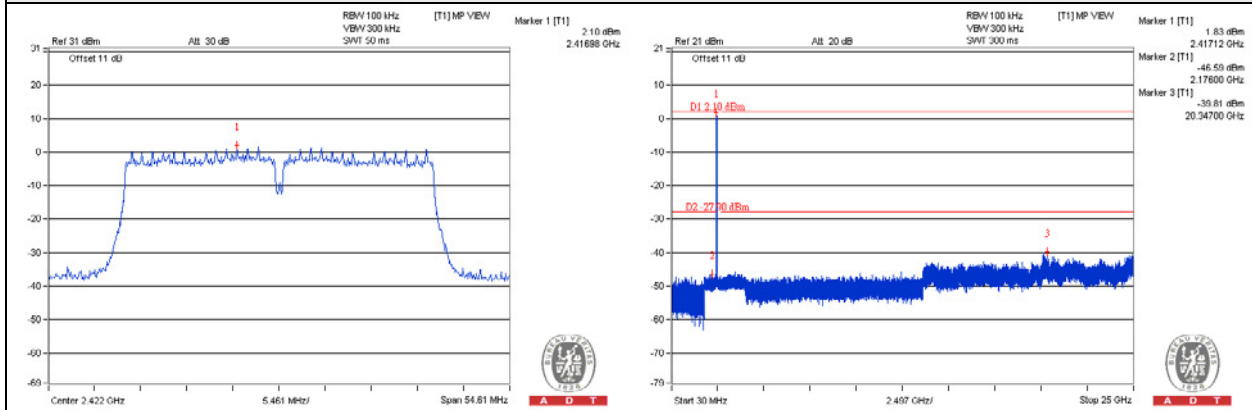 RBW 100 kHz
[T1] MP VIEW
VBW 300 kHz
Ref 31 dBm
Att 30 dB
SWT 50 ms
Marker 1 [T1]
2.10 dBm
2.41698 GHz
31
Offset 11 dB
20
10
1
0
-10
-20
-30
-40
-50
-60
-69
BUREAU VERITAS
1828
A D T
Center 2.422 GHz
5.461 MHz/
Span 54.61 MHz
RBW 100 kHz
[T1] MP VIEW
VBW 300 kHz
Ref 21 dBm
Att 20 dB
SWT 300 ms
Marker 1 [T1]
1.83 dBm
2.41712 GHz
Marker 2 [T1]
-46.59 dBm
2.17600 GHz
Marker 3 [T1]
-39.81 dBm
20.34700 GHz
21
Offset 11 dB
10
1
D1 2.10 dBm
0
-10
-20
D2 -27.90 dBm
-30
3
2
-40
-50
-60
-70
-79
BUREAU VERITAS
1828
A D T
Start 30 MHz
2.497 GHz/
Stop 25 GHz